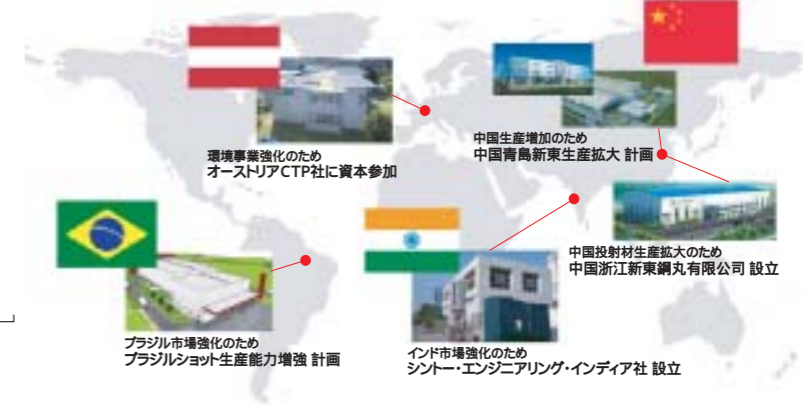 環境事業強化のため
オーストリアCTP社に資本参加
中国生産増加のため
中国青島新東生産拡大 計画
中国投射材生産拡大のため
中国浙江新東鋼丸有限公司 設立
ブラジル市場強化のため
ブラジルショット生産能力増強 計画
インド市場強化のため
シントー・エンジニアリング・インディア社 設立